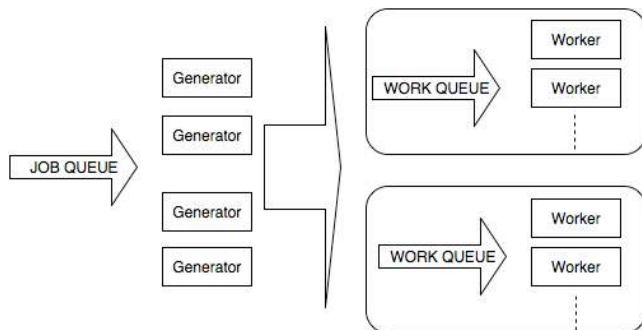 JOB QUEUE
Generator
Generator
Generator
Generator
WORK QUEUE
Worker
Worker
WORK QUEUE
Worker
Worker